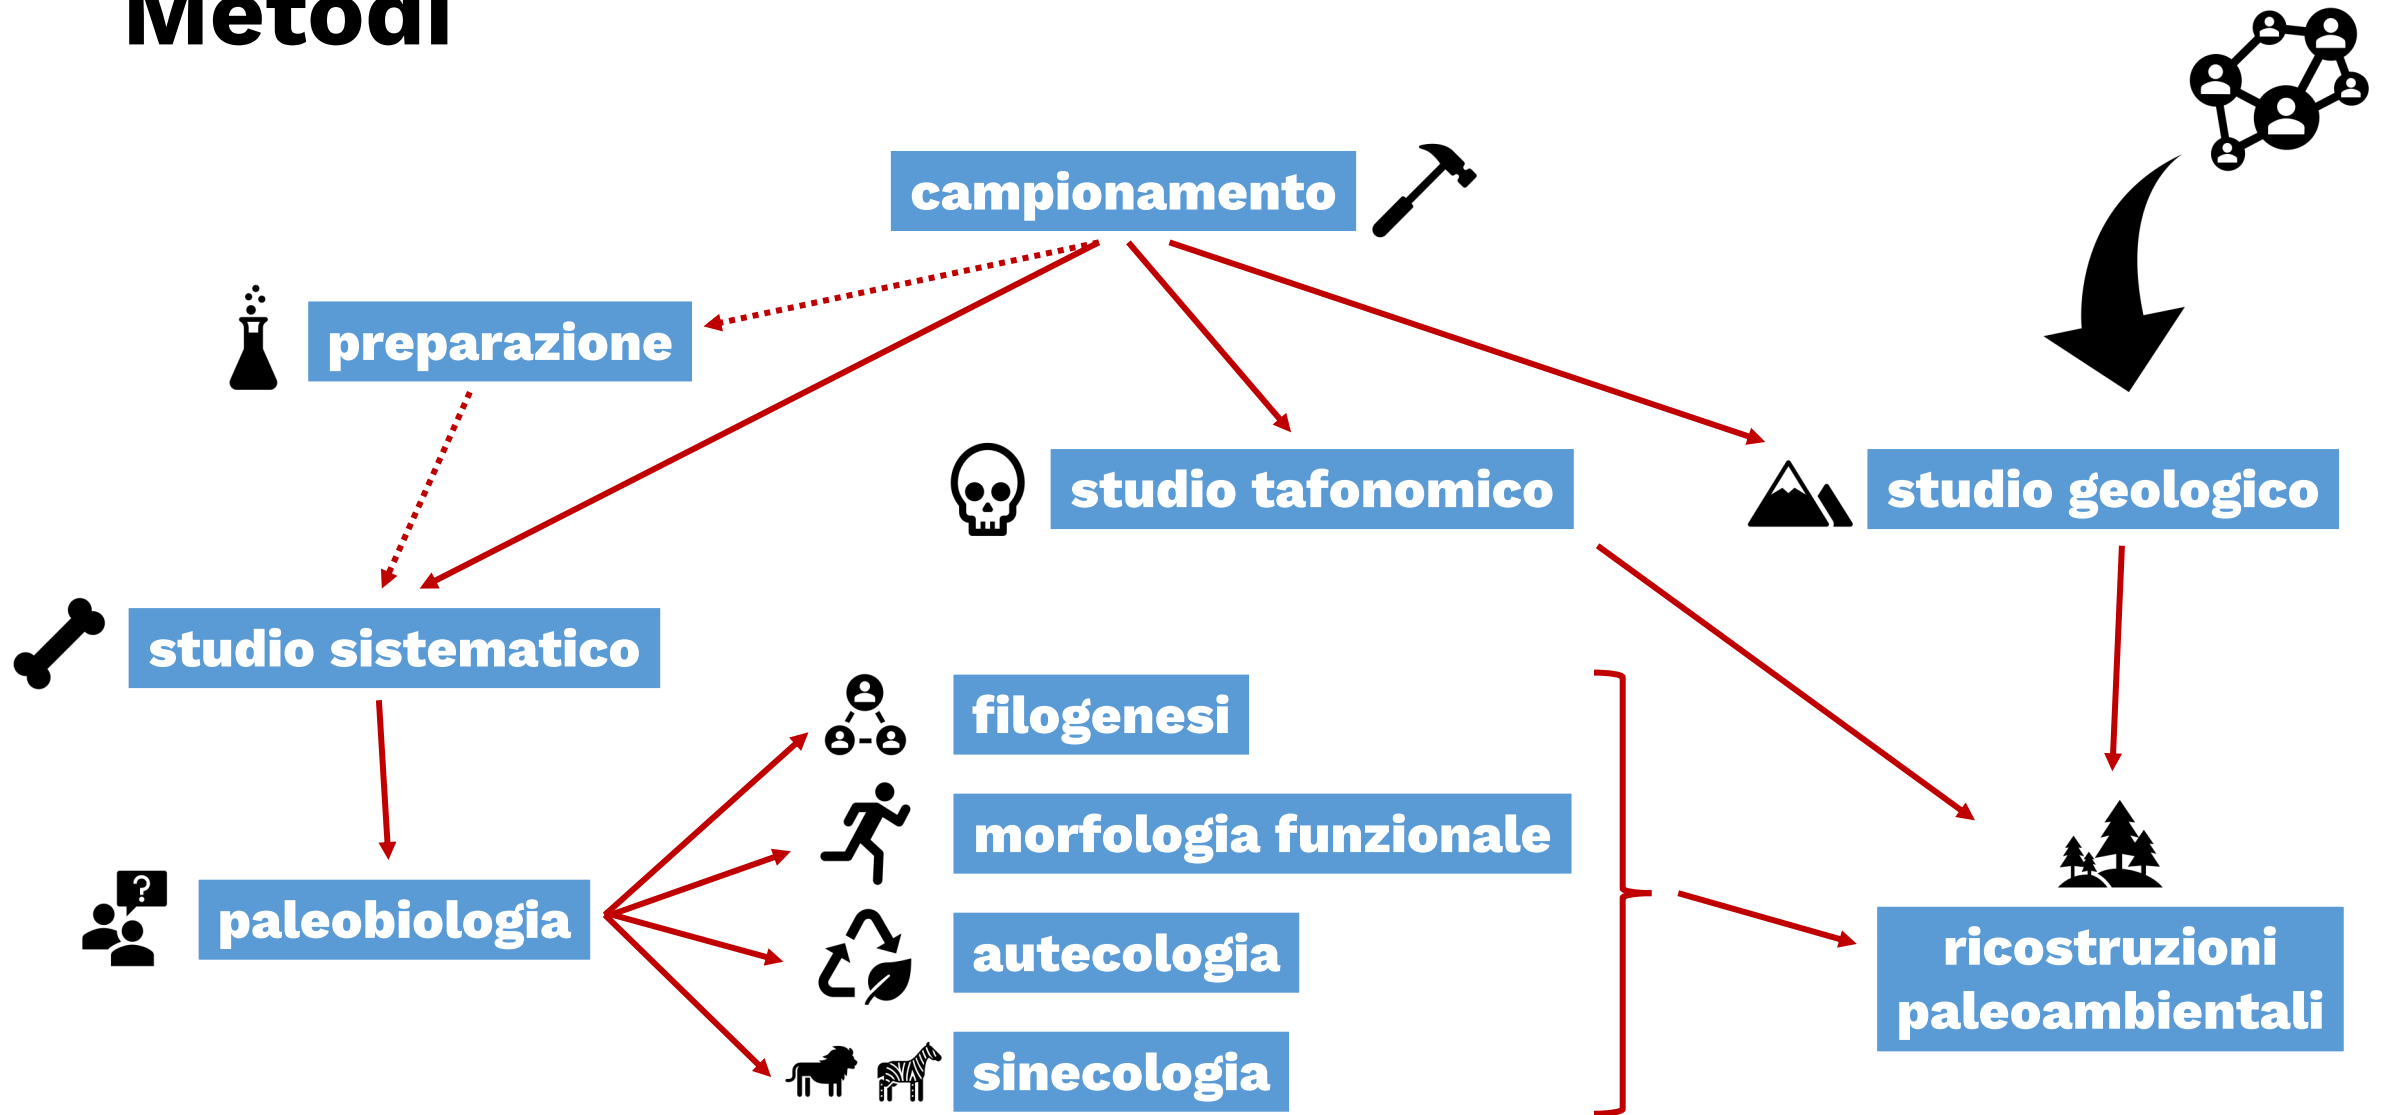 Metodi
campionamento
preparazione
studio tafonomico
studio geologico
studio sistematico
filogenesi
morfologia funzionale
?
paleobiologia
autecologia
ricostruzioni
paleoambientali
sinecologia